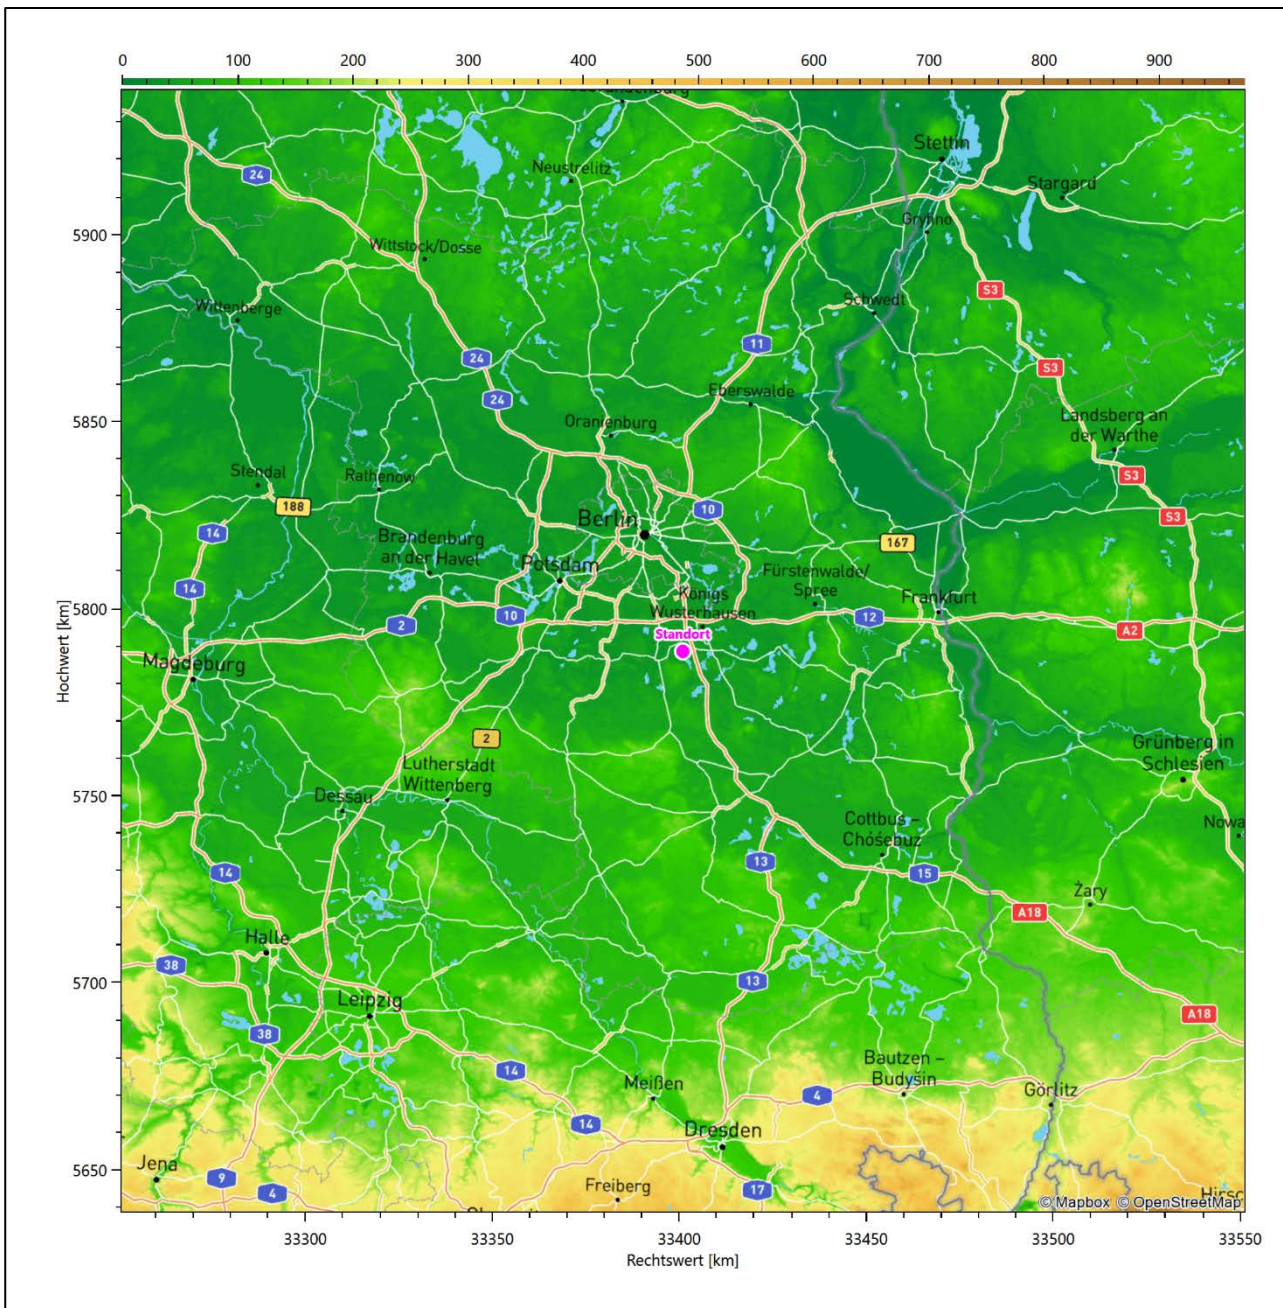 0 100 200 300 400 500 600 700 800 900
Stettin
Neustrelitz
24
Stargard
Gryfino
5900
Wittstock/Dosse
S3
Schwedt
Wittenberge
11
24
S3
Eberswalde
24
Landsberg an
der Warthe
5850
Oranienburg
Stendal
Rathenow
S3
188
10
S3
Berlin
14
Brandenburg
an der Havel
167
Potsdam
Fürstenwalde/
Spree
14
Königs
Wusterhausen
Frankfurt
5800
10
12
2
A2
Standort
Magdeburg
Hochwert [km]
2
Grünberg in
Schlesien
Lutherstadt
Wittenberg
5750
Dessau
Cottbus –
Chóśebuz
Nowa
13
14
15
Żary
A18
Halle
38
13
5700
Leipzig
A18
38
Bautzen –
Budyšin
14
Meißen
4
Görlitz
14
Dresden
5650
Jena
9
4
Freiberg
17
© Mapbox © OpenStreetMap
33300 33350 33400 33450 33500 33550
Rechtswert [km]